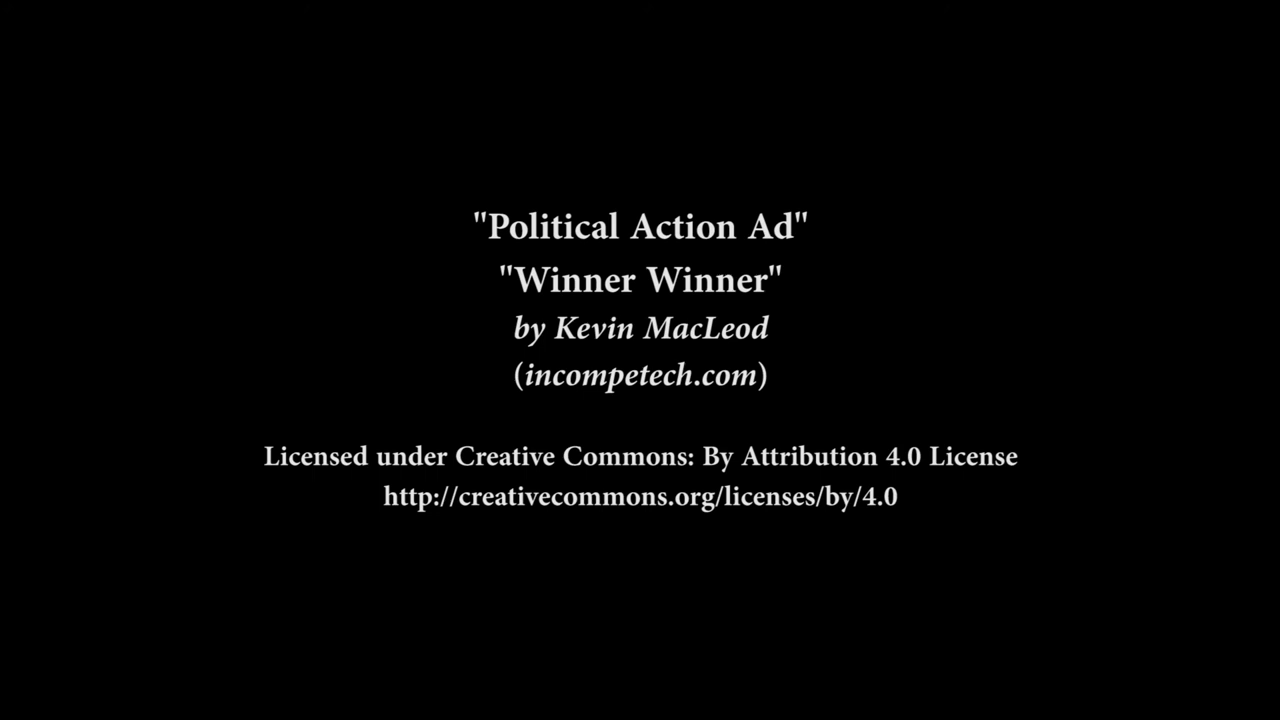 "Political Action Ad"
"Winner Winner"
by Kevin MacLeod
(incompetech.com)
Licensed under Creative Commons: By Attribution 4.0 License
http://creativecommons.org/licenses/by/4.0